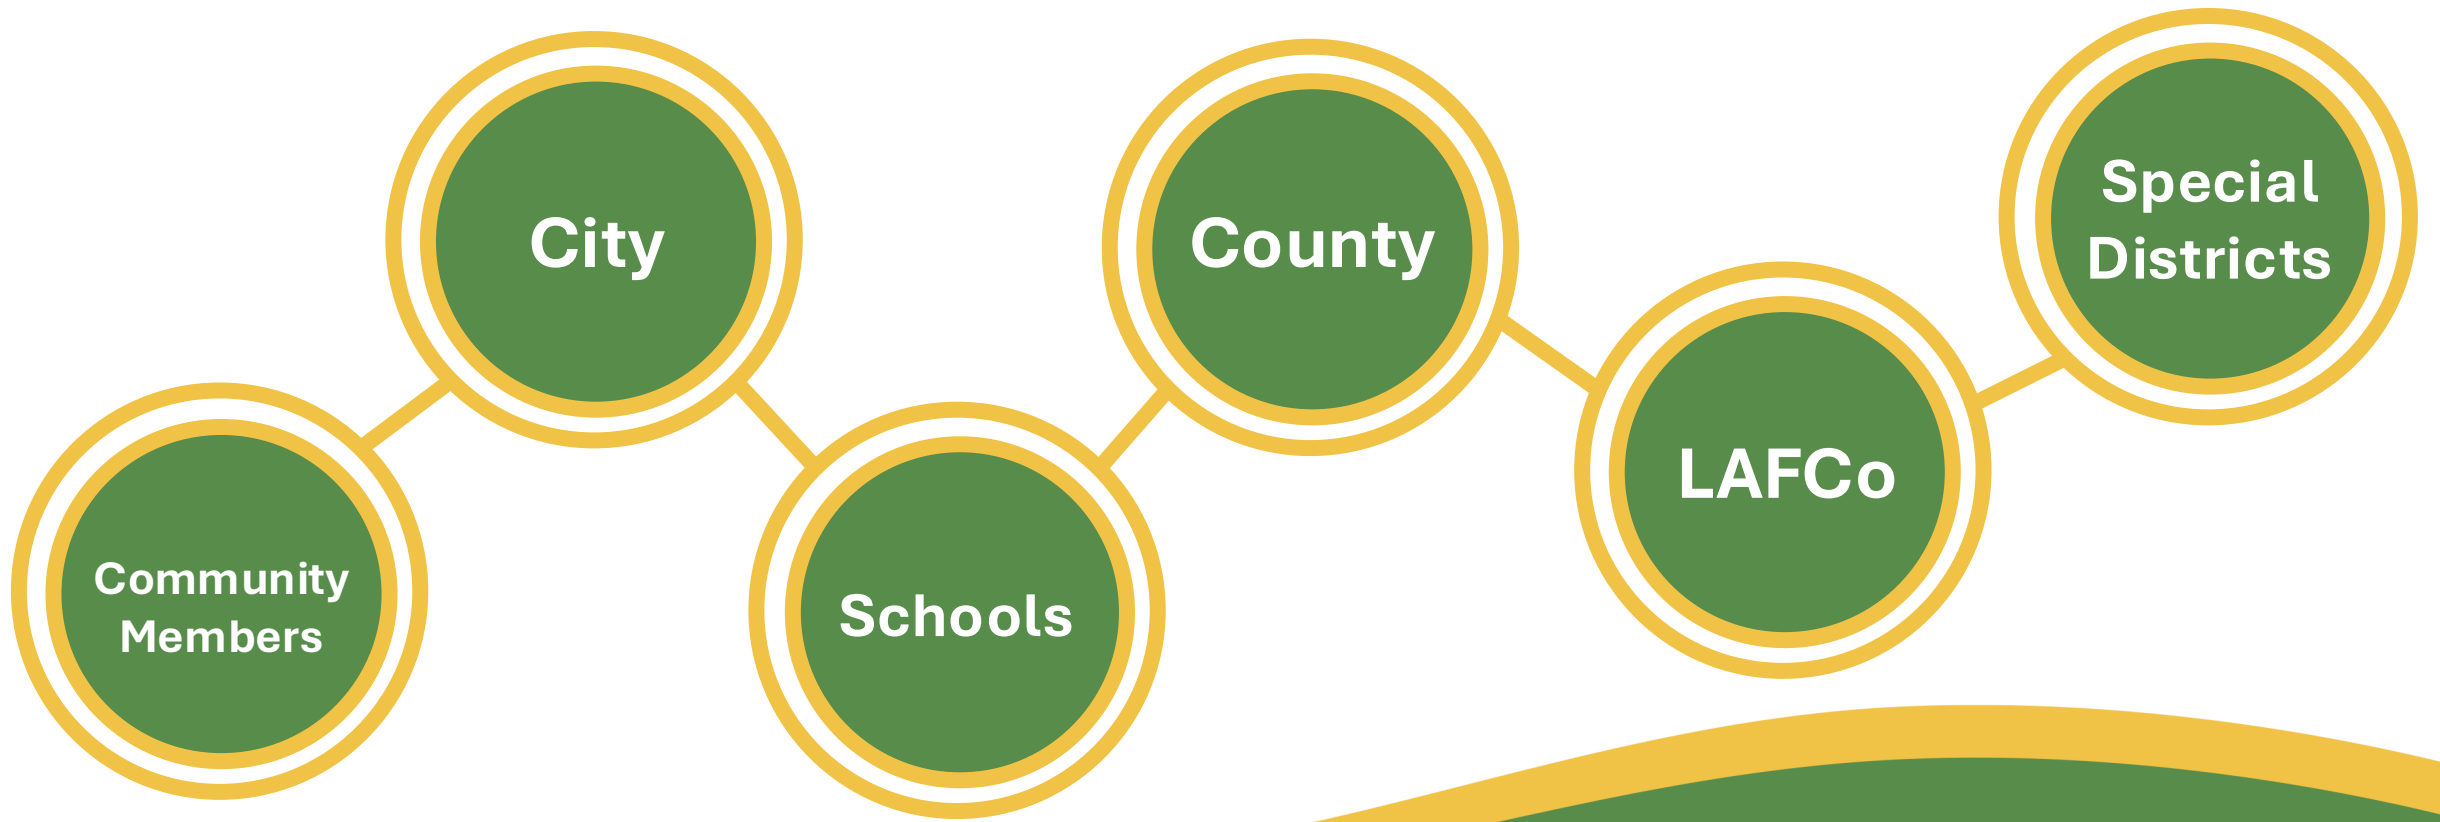 Community
Members
City
Schools
County
LAFCo
Special
Districts